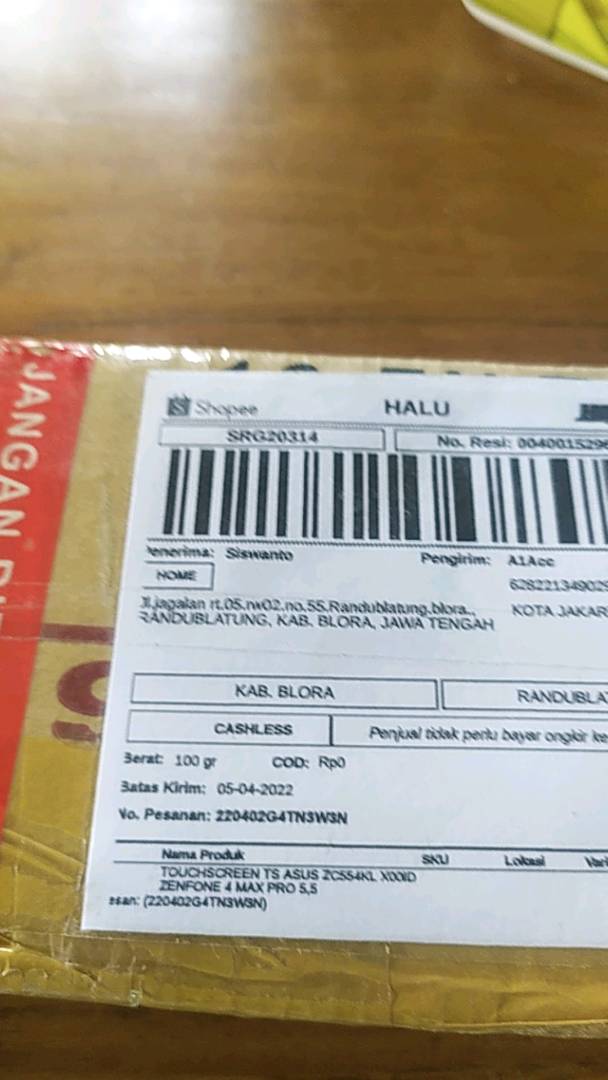 JANGAN
Shopee HALU
SRG20314 No. Resi: 0040015296
Penerima: Siswanto Pengirim: A1Acc
HOME 628221349029
Jl.jagalan rt.05.rw02.no.55.Randublatung.blora.. KOTA JAKAR
RANDUBLATUNG, KAB. BLORA, JAWA TENGAH
KAB. BLORA RANDUBLA
CASHLESS Penjual tidak perlu bayar ongkir ke
Berat: 100 gr COD: Rp0
Batas Kirim: 05-04-2022
No. Pesanan: 220402G4TN3W3N
Nama Produk SKU Lokasi Vari
TOUCHSCREEN TS ASUS ZC554KL X00ID
ZENFONE 4 MAX PRO 5,5
esan: (220402G4TN3W3N)